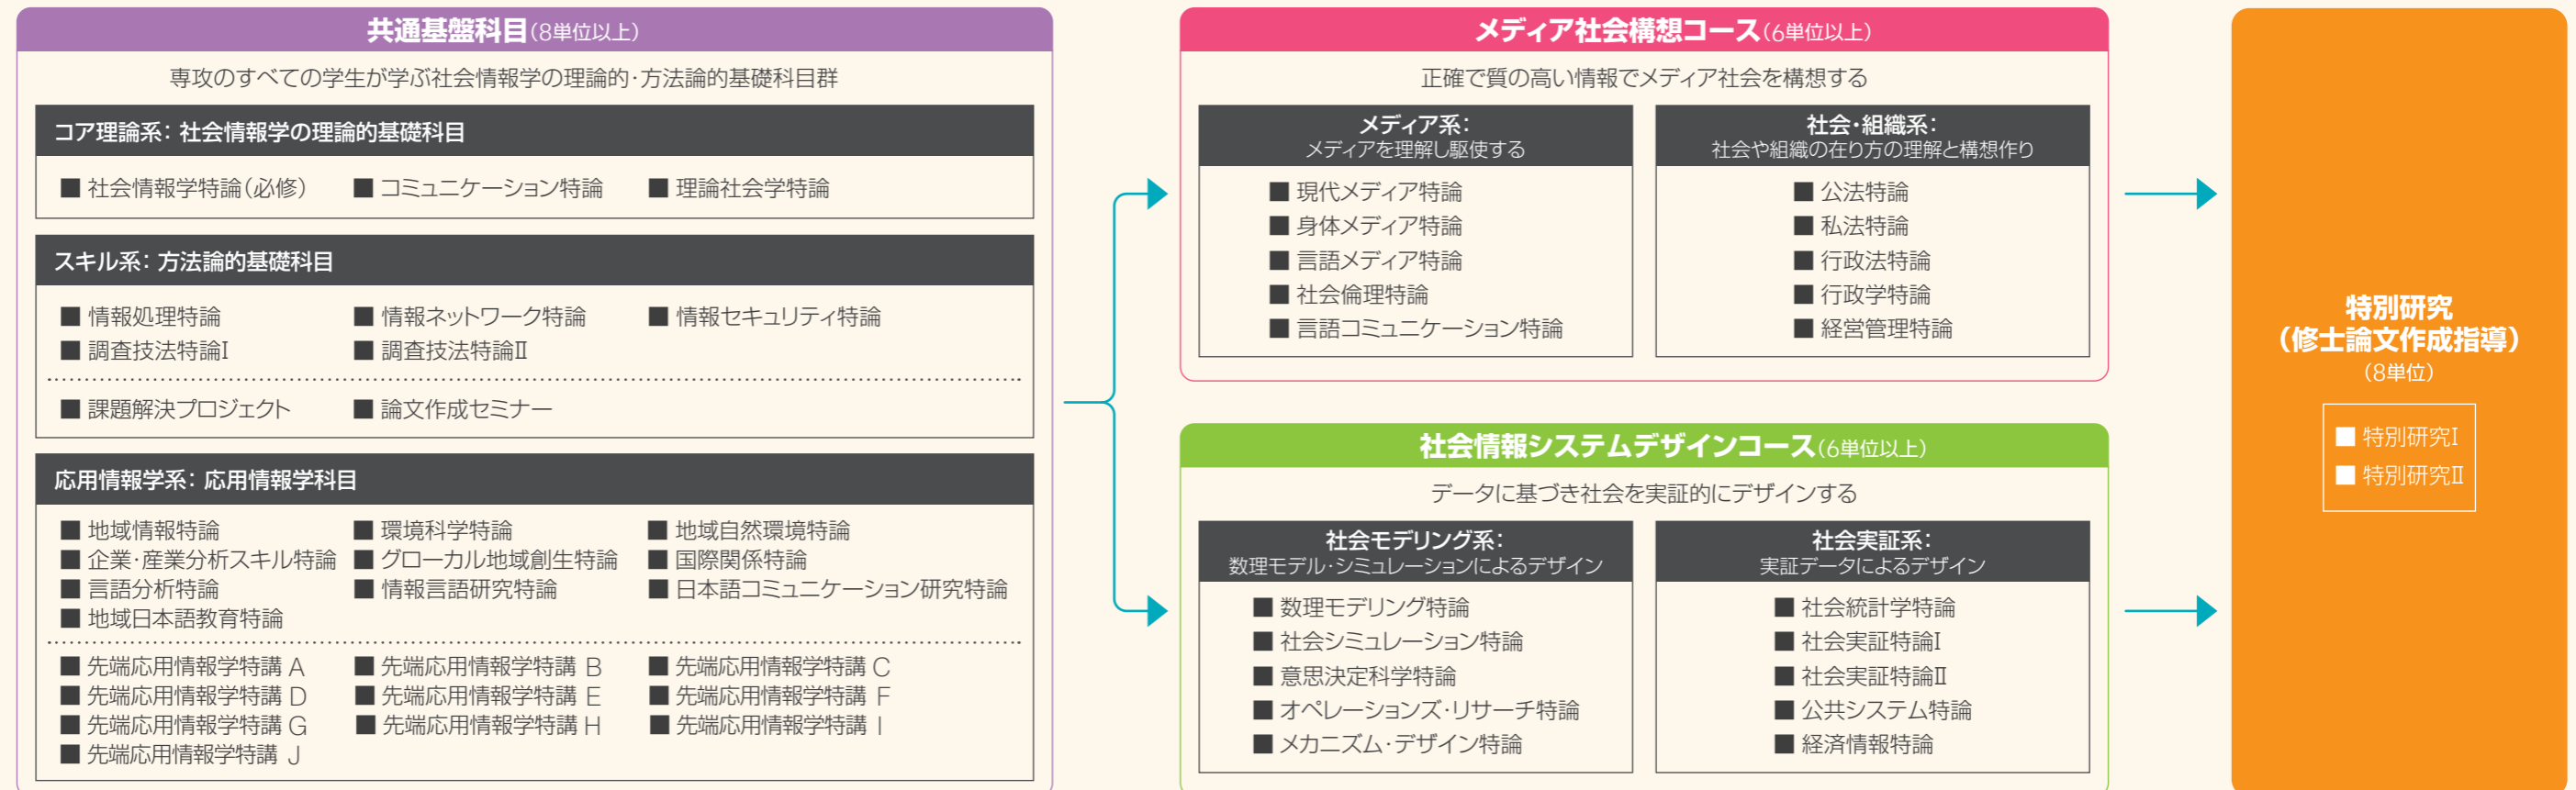 共通基盤科目(8単位以上)
専攻のすべての学生が学ぶ社会情報学の理論的・方法論的基礎科目群
コア理論系: 社会情報学の理論的基礎科目
■ 社会情報学特論(必修) ■ コミュニケーション特論 ■ 理論社会学特論
スキル系: 方法論的基礎科目
■ 情報処理特論 ■ 情報ネットワーク特論 ■ 情報セキュリティ特論
■ 調査技法特論Ⅰ ■ 調査技法特論Ⅱ
■ 課題解決プロジェクト ■ 論文作成セミナー
応用情報学系: 応用情報学科目
■ 地域情報特論 ■ 環境科学特論 ■ 地域自然環境特論
■ 企業・産業分析スキル特論 ■ グローカル地域創生特論 ■ 国際関係特論
■ 言語分析特論 ■ 情報言語研究特論 ■ 日本語コミュニケーション研究特論
■ 地域日本語教育特論
■ 先端応用情報学特講 A ■ 先端応用情報学特講 B ■ 先端応用情報学特講 C
■ 先端応用情報学特講 D ■ 先端応用情報学特講 E ■ 先端応用情報学特講 F
■ 先端応用情報学特講 G ■ 先端応用情報学特講 H ■ 先端応用情報学特講 I
■ 先端応用情報学特講 J
メディア社会構想コース(6単位以上)
正確で質の高い情報でメディア社会を構想する
メディア系:
メディアを理解し駆使する
■ 現代メディア特論
■ 身体メディア特論
■ 言語メディア特論
■ 社会倫理特論
■ 言語コミュニケーション特論
社会・組織系:
社会や組織の在り方の理解と構想作り
■ 公法特論
■ 私法特論
■ 行政法特論
■ 行政学特論
■ 経営管理特論
社会情報システムデザインコース(6単位以上)
データに基づき社会を実証的にデザインする
社会モデリング系:
数理モデル・シミュレーションによるデザイン
■ 数理モデリング特論
■ 社会シミュレーション特論
■ 意思決定科学特論
■ オペレーションズ・リサーチ特論
■ メカニズム・デザイン特論
社会実証系:
実証データによるデザイン
■ 社会統計学特論
■ 社会実証特論Ⅰ
■ 社会実証特論Ⅱ
■ 公共システム特論
■ 経済情報特論
特別研究
(修士論文作成指導)
(8単位)
■ 特別研究Ⅰ
■ 特別研究Ⅱ